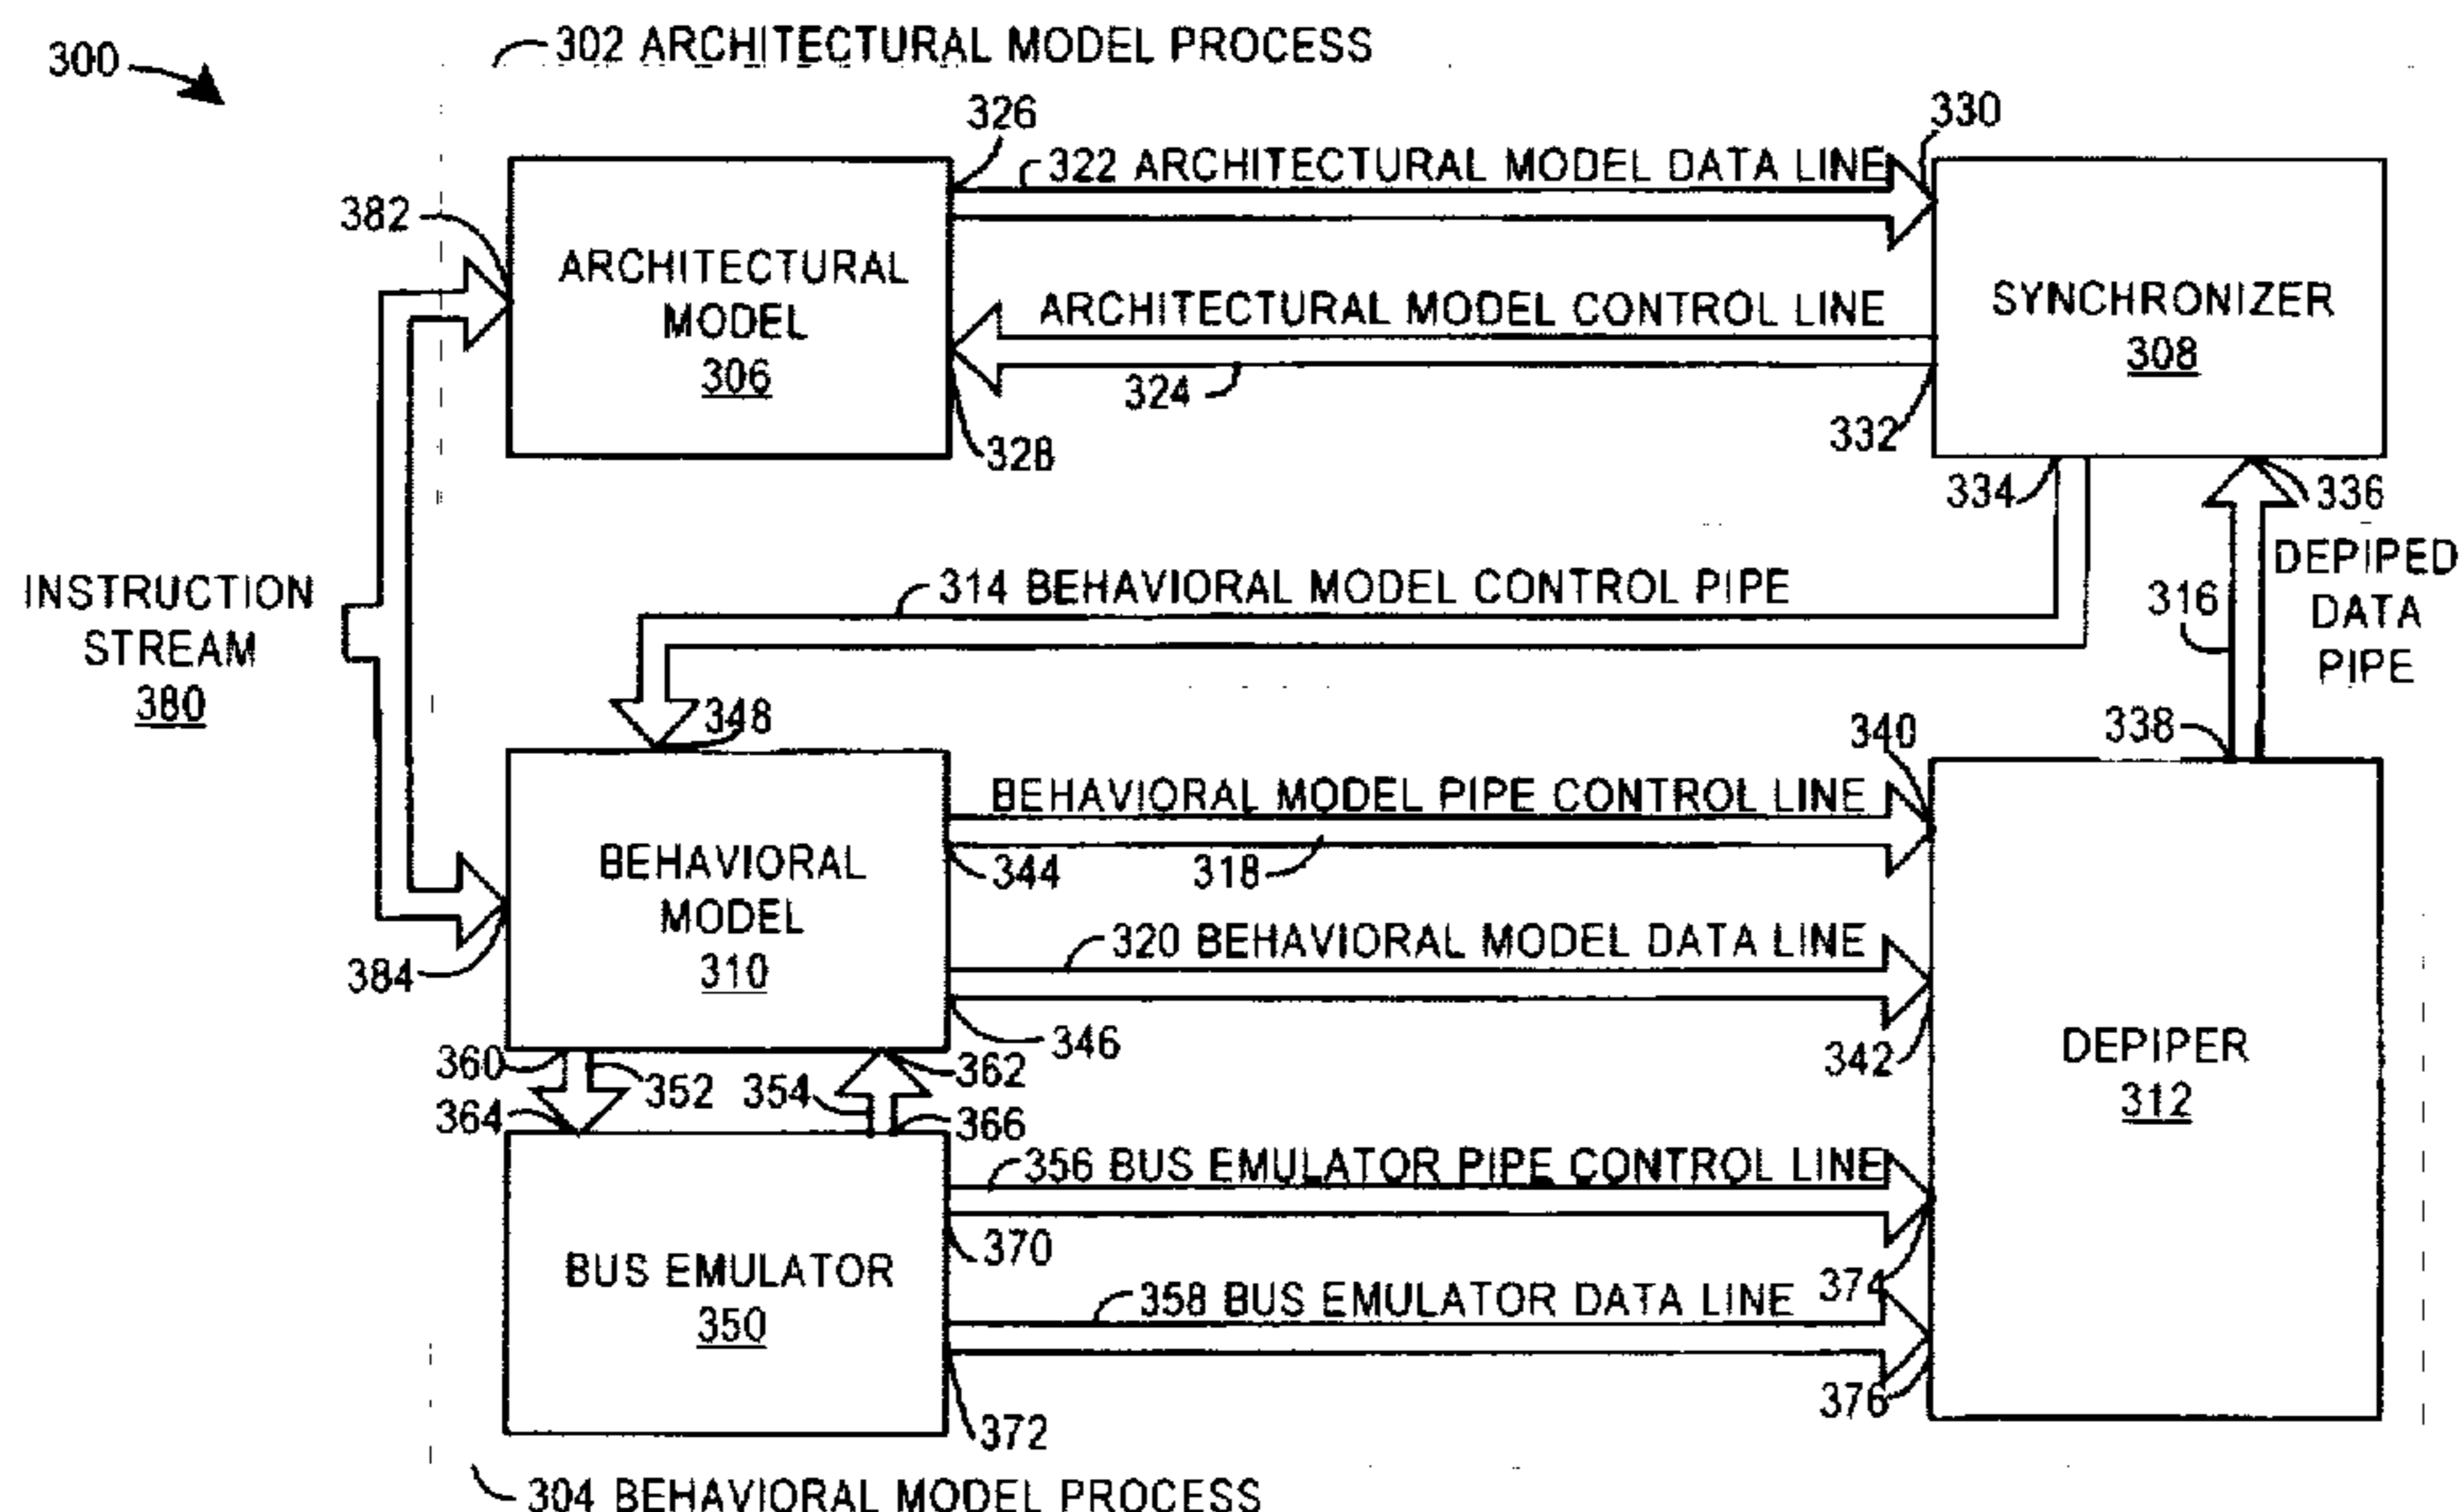 300
302 ARCHITECTURAL MODEL PROCESS
326
330
322 ARCHITECTURAL MODEL DATA LINE
382
ARCHITECTURAL
MODEL
306
ARCHITECTURAL MODEL CONTROL LINE
324
328
332
SYNCHRONIZER
308
334
336
INSTRUCTION
STREAM
380
314 BEHAVIORAL MODEL CONTROL PIPE
316
DEPIPED
DATA
PIPE
348
338
340
BEHAVIORAL MODEL PIPE CONTROL LINE
344
318
BEHAVIORAL
MODEL
310
384
320 BEHAVIORAL MODEL DATA LINE
346
342
DEPIPER
312
360
352
354
362
364
366
356 BUS EMULATOR PIPE CONTROL LINE
370
374
BUS EMULATOR
350
358 BUS EMULATOR DATA LINE
372
376
304 BEHAVIORAL MODEL PROCESS